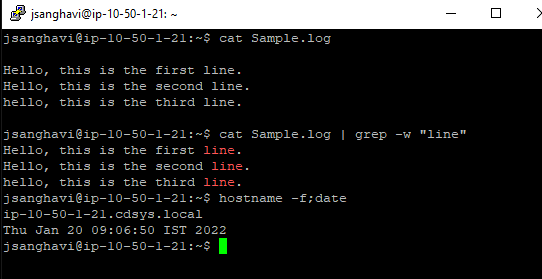 jsanghavi@ip-10-50-1-21: ~
jsanghavi@ip-10-50-1-21:~$ cat Sample.log
Hello, this is the first line.
Hello, this is the second line.
hello, this is the third line.
jsanghavi@ip-10-50-1-21:~$ cat Sample.log | grep -w "line"
Hello, this is the first line.
Hello, this is the second line.
hello, this is the third line.
jsanghavi@ip-10-50-1-21:~$ hostname -f;date
ip-10-50-1-21.cdsys.local
Thu Jan 20 09:06:50 IST 2022
jsanghavi@ip-10-50-1-21:~$